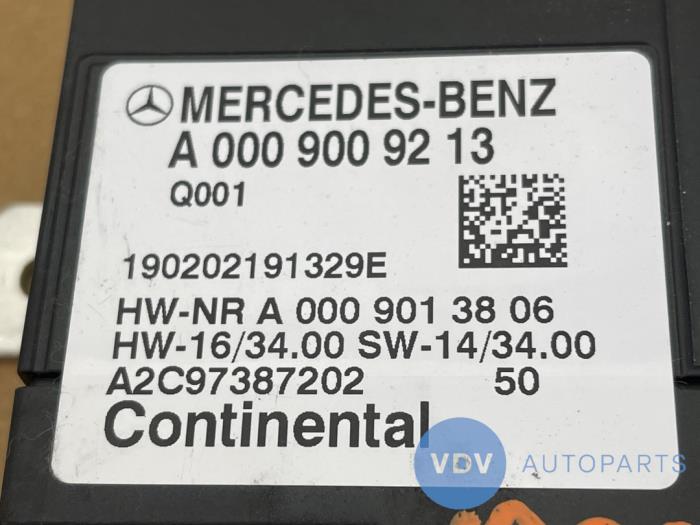 MERCEDES-BENZ
A 000 900 92 13
Q001
190202191329E
HW-NR A 000 901 38 06
HW-16/34.00 SW-14/34.00
A2C97387202 50
Continental
VDV AUTOPARTS